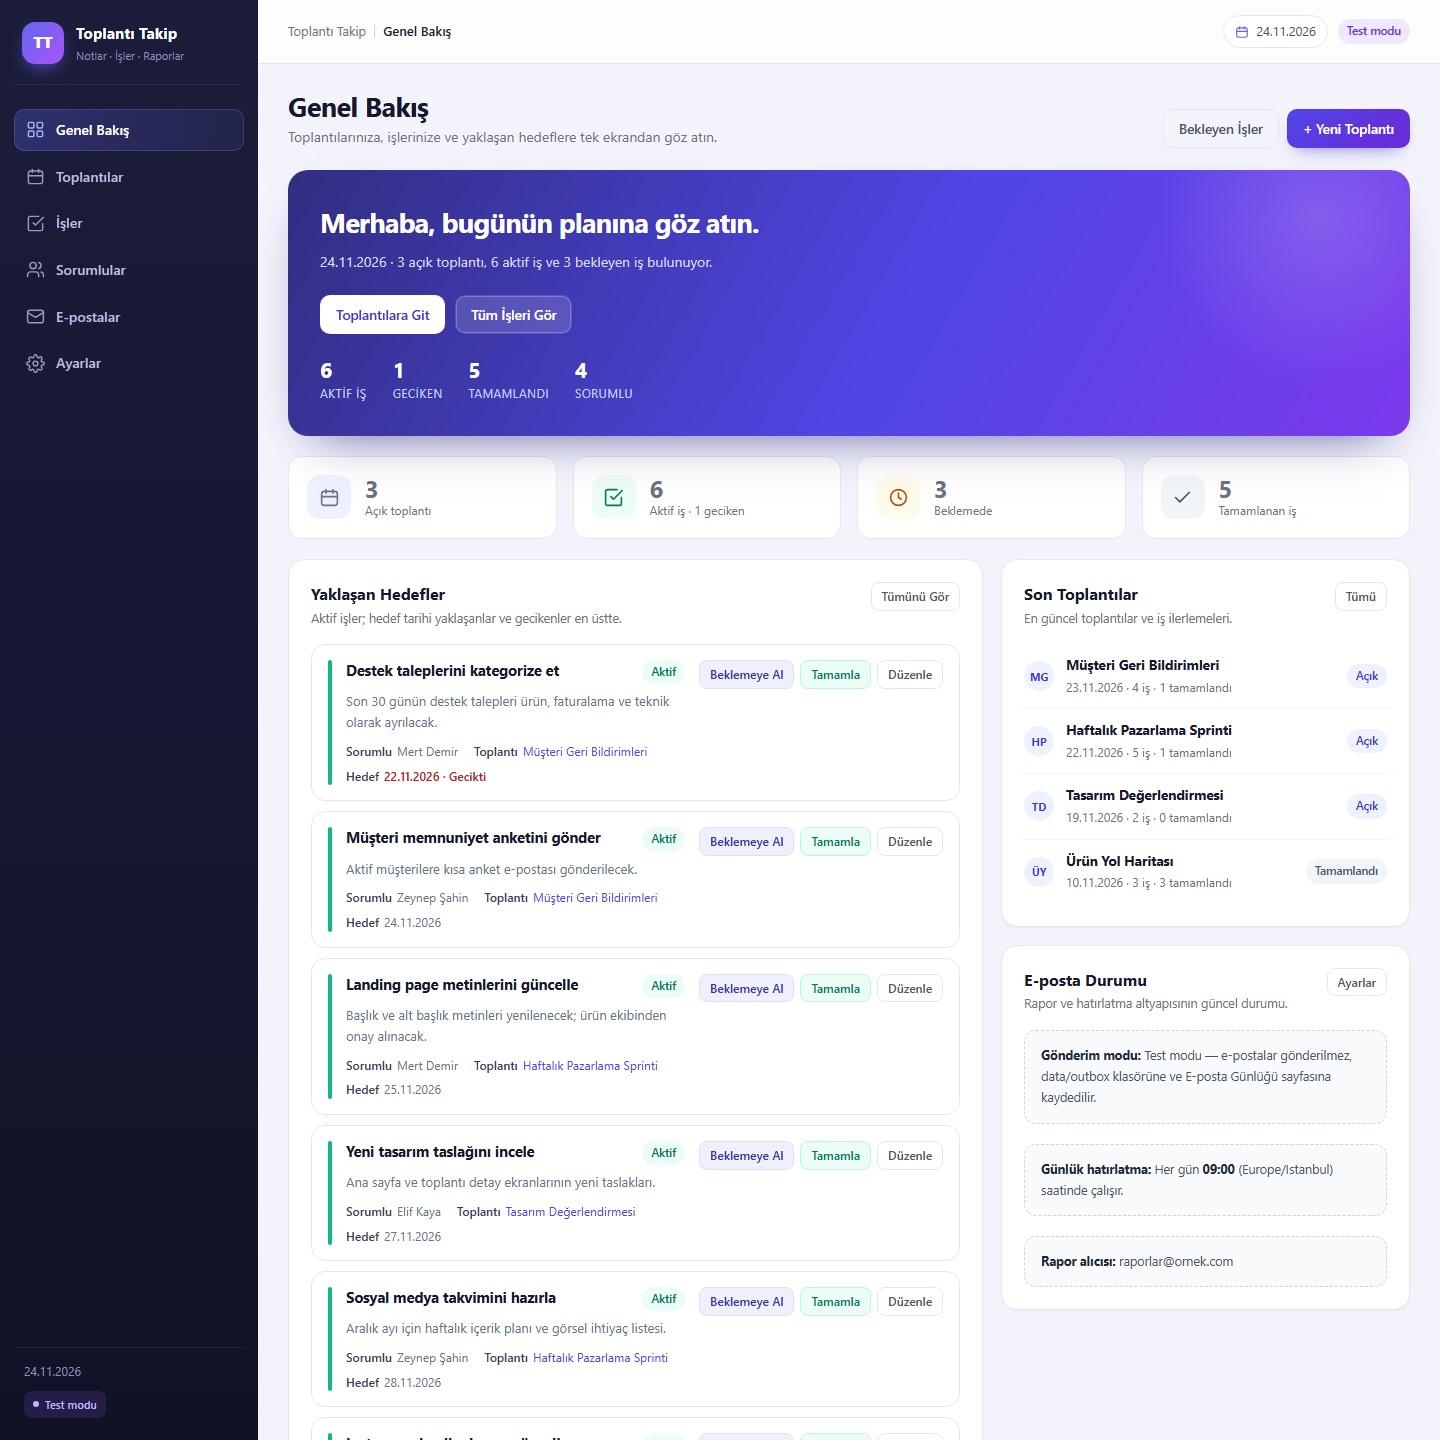 TT
Toplantı Takip
Notlar · İşler · Raporlar
Genel Bakış
Toplantılar
İşler
Sorumlular
E-postalar
Ayarlar
24.11.2026
Test modu
Toplantı Takip
Genel Bakış
24.11.2026
Test modu
Genel Bakış
Toplantılarınıza, işlerinize ve yaklaşan hedeflere tek ekrandan göz atın.
Bekleyen İşler
+ Yeni Toplantı
Merhaba, bugünün planına göz atın.
24.11.2026 · 3 açık toplantı, 6 aktif iş ve 3 bekleyen iş bulunuyor.
Toplantılara Git
Tüm İşleri Gör
6
AKTİF İŞ
1
GECİKEN
5
TAMAMLANDI
4
SORUMLU
3
Açık toplantı
6
Aktif iş · 1 geciken
3
Beklemede
5
Tamamlanan iş
Yaklaşan Hedefler
Aktif işler; hedef tarihi yaklaşanlar ve gecikenler en üstte.
Tümünü Gör
Destek taleplerini kategorize et
Aktif
Beklemeye Al
Tamamla
Düzenle
Son 30 günün destek talepleri ürün, faturalama ve teknik
olarak ayrılacak.
Sorumlu Mert Demir Toplantı Müşteri Geri Bildirimleri
Hedef 22.11.2026 · Gecikti
Müşteri memnuniyet anketini gönder
Aktif
Beklemeye Al
Tamamla
Düzenle
Aktif müşterilere kısa anket e-postası gönderilecek.
Sorumlu Zeynep Şahin Toplantı Müşteri Geri Bildirimleri
Hedef 24.11.2026
Landing page metinlerini güncelle
Aktif
Beklemeye Al
Tamamla
Düzenle
Başlık ve alt başlık metinleri yenilenecek; ürün ekibinden
onay alınacak.
Sorumlu Mert Demir Toplantı Haftalık Pazarlama Sprinti
Hedef 25.11.2026
Yeni tasarım taslağını incele
Aktif
Beklemeye Al
Tamamla
Düzenle
Ana sayfa ve toplantı detay ekranlarının yeni taslakları.
Sorumlu Elif Kaya Toplantı Tasarım Değerlendirmesi
Hedef 27.11.2026
Sosyal medya takvimini hazırla
Aktif
Beklemeye Al
Tamamla
Düzenle
Aralık ayı için haftalık içerik planı ve görsel ihtiyaç listesi.
Sorumlu Zeynep Şahin Toplantı Haftalık Pazarlama Sprinti
Hedef 28.11.2026
Beklemeye Al
Tamamla
Düzenle
Son Toplantılar
En güncel toplantılar ve iş ilerlemeleri.
Tümü
MG
Müşteri Geri Bildirimleri
23.11.2026 · 4 iş · 1 tamamlandı
Açık
HP
Haftalık Pazarlama Sprinti
22.11.2026 · 5 iş · 1 tamamlandı
Açık
TD
Tasarım Değerlendirmesi
19.11.2026 · 2 iş · 0 tamamlandı
Açık
ÜY
Ürün Yol Haritası
10.11.2026 · 3 iş · 3 tamamlandı
Tamamlandı
E-posta Durumu
Rapor ve hatırlatma altyapısının güncel durumu.
Ayarlar
Gönderim modu: Test modu — e-postalar gönderilmez,
data/outbox klasörüne ve E-posta Günlüğü sayfasına
kaydedilir.
Günlük hatırlatma: Her gün 09:00 (Europe/Istanbul)
saatinde çalışır.
Rapor alıcısı: raporlar@ornek.com